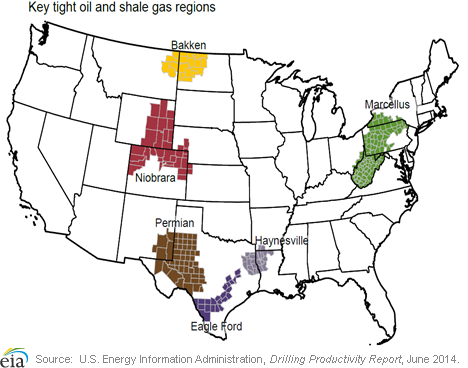 Key tight oil and shale gas regions
Bakken
Marcellus
Niobrara
Permian
Haynesville
Eagle Ford
eia
Source: U.S. Energy Information Administration, Drilling Productivity Report, June 2014.